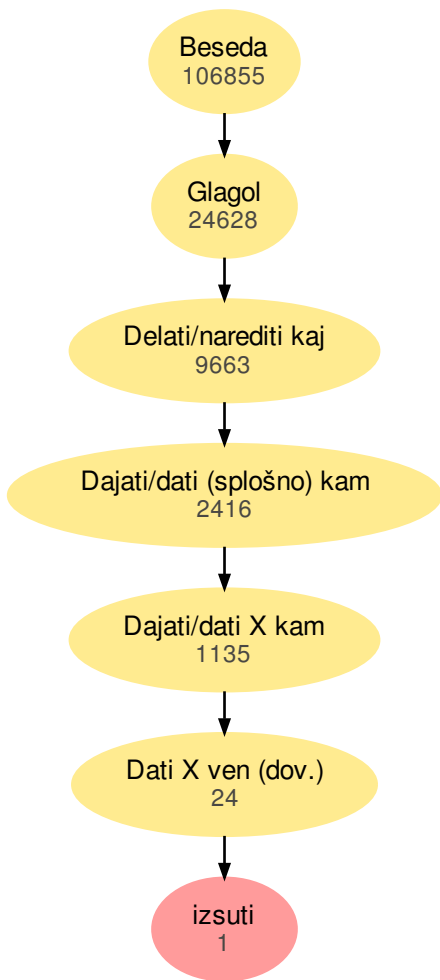 Beseda
106855
Glagol
24628
Delati/narediti kaj
9663
Dajati/dati (splošno) kam
2416
Dajati/dati X kam
1135
Dati X ven (dov.)
24
izsuti
1